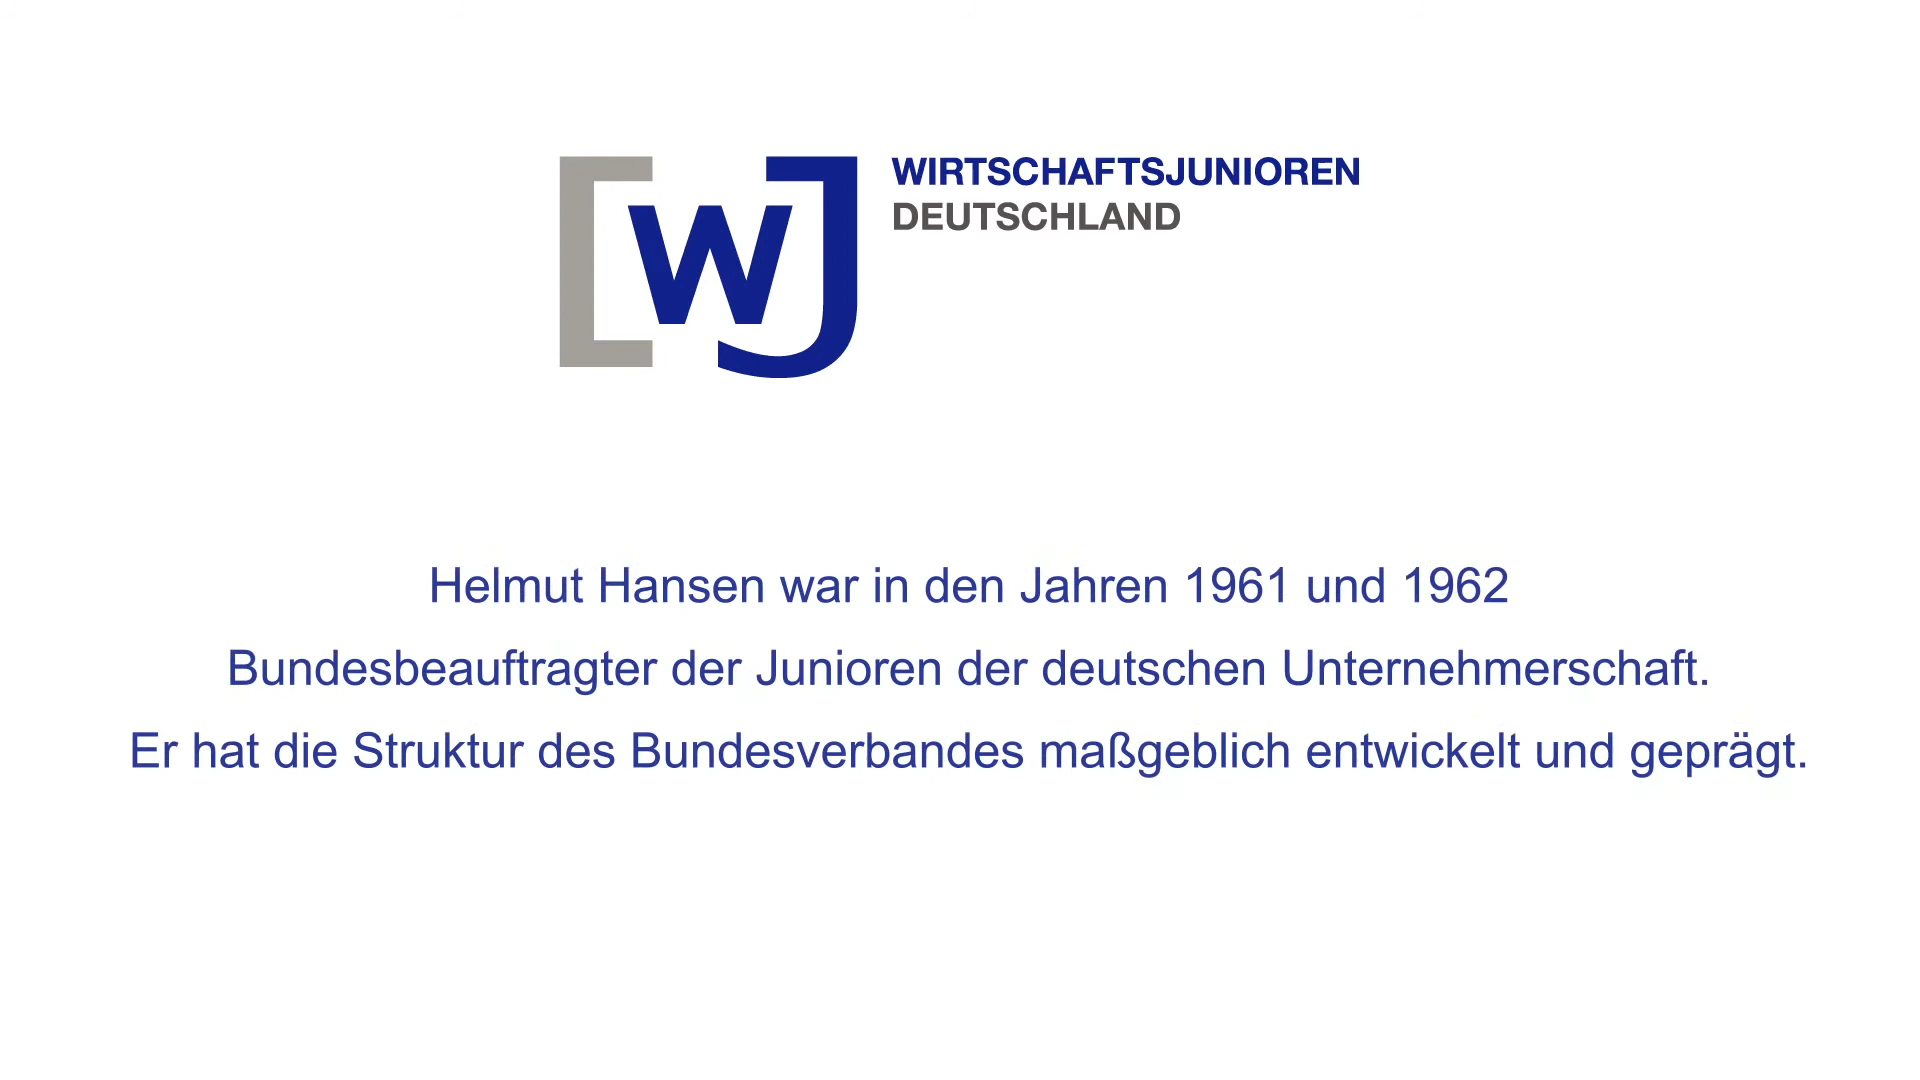 WJ
WIRTSCHAFTSJUNIOREN
DEUTSCHLAND
Helmut Hansen war in den Jahren 1961 und 1962
Bundesbeauftragter der Junioren der deutschen Unternehmerschaft.
Er hat die Struktur des Bundesverbandes maßgeblich entwickelt und geprägt.